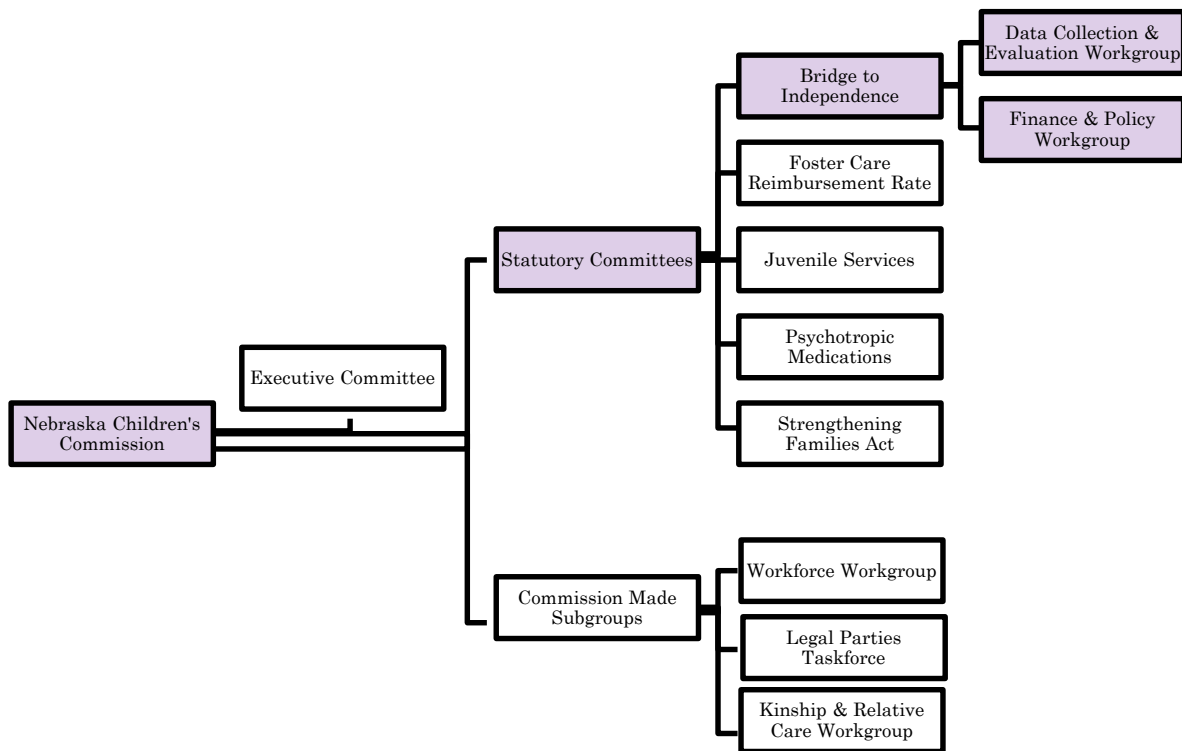 Nebraska Children's
Commission
Executive Committee
Statutory Committees
Bridge to
Independence
Data Collection &
Evaluation Workgroup
Finance & Policy
Workgroup
Foster Care
Reimbursement Rate
Juvenile Services
Psychotropic
Medications
Strengthening
Families Act
Commission Made
Subgroups
Workforce Workgroup
Legal Parties
Taskforce
Kinship & Relative
Care Workgroup